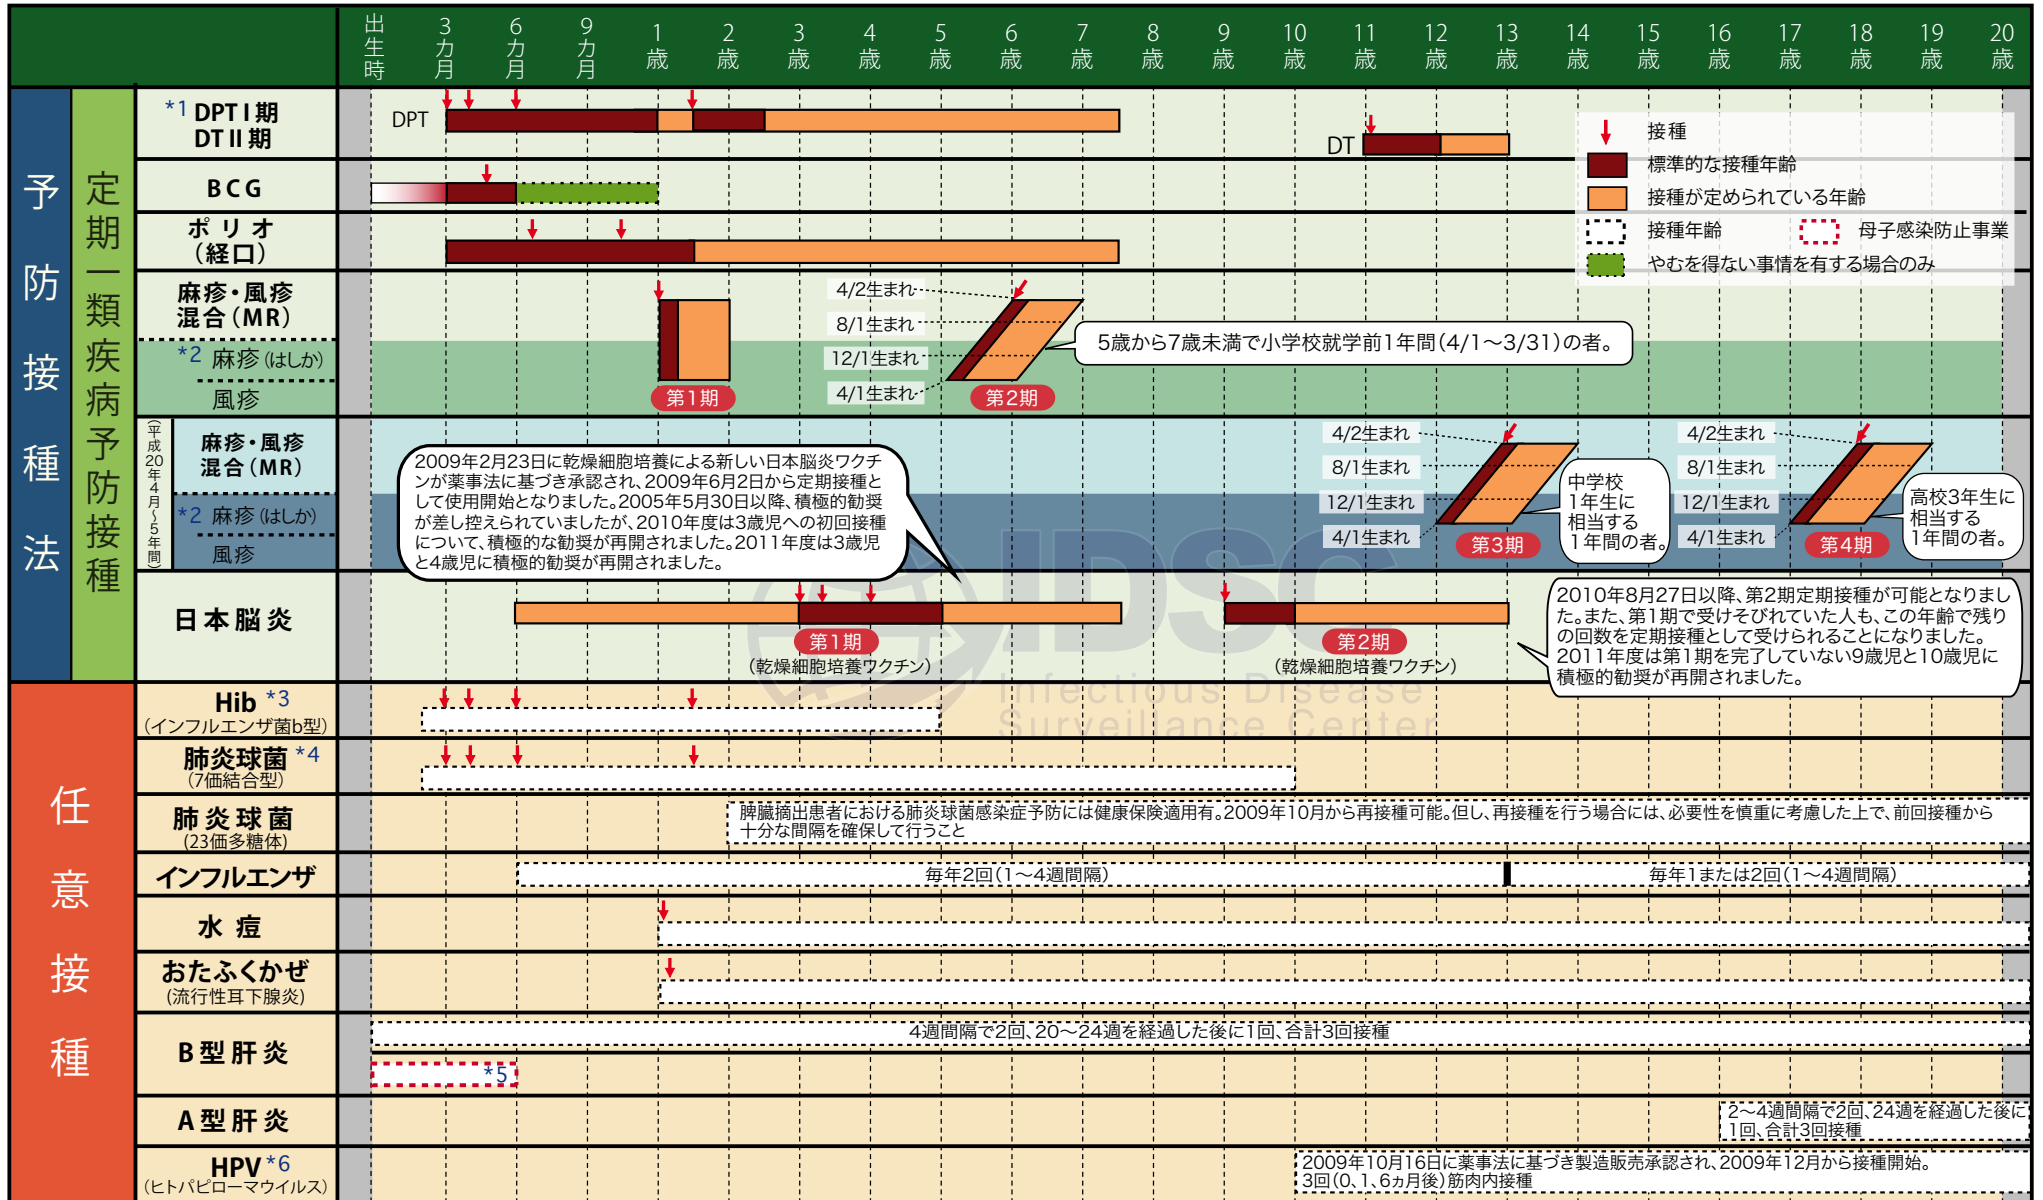 出生時
3カ月
6カ月
9カ月
1歳
2歳
3歳
4歳
5歳
6歳
7歳
8歳
9歳
10歳
11歳
12歳
13歳
14歳
15歳
16歳
17歳
18歳
19歳
20歳
予防接種法
定期一類疾病予防接種
*1 DPT I 期
DT II 期
DPT
DT
接種
標準的な接種年齢
接種が定められている年齢
接種年齢
母子感染防止事業
やむを得ない事情を有する場合のみ
BCG
ポリオ
(経口)
麻疹・風疹
混合(MR)
*2 麻疹(はしか)
風疹
第1期
4/2生まれ
8/1生まれ
12/1生まれ
4/1生まれ
第2期
5歳から7歳未満で小学校就学前1年間(4/1〜3/31)の者。
(平成20年4月〜5年間)
麻疹・風疹
混合(MR)
*2 麻疹(はしか)
風疹
2009年2月23日に乾燥細胞培養による新しい日本脳炎ワクチ
ンが薬事法に基づき承認され、2009年6月2日から定期接種と
して使用開始となりました。2005年5月30日以降、積極的勧奨
が差し控えられていましたが、2010年度は3歳児への初回接種
について、積極的な勧奨が再開されました。2011年度は3歳児
と4歳児に積極的勧奨が再開されました。
4/2生まれ
8/1生まれ
12/1生まれ
4/1生まれ
第3期
中学校
1年生に
相当する
1年間の者。
4/2生まれ
8/1生まれ
12/1生まれ
4/1生まれ
第4期
高校3年生に
相当する
1年間の者。
日本脳炎
第1期
(乾燥細胞培養ワクチン)
第2期
(乾燥細胞培養ワクチン)
2010年8月27日以降、第2期定期接種が可能となりまし
た。また、第1期で受けそびれていた人も、この年齢で残り
の回数を定期接種として受けられることになりました。
2011年度は第1期を完了していない9歳児と10歳児に
積極的勧奨が再開されました。
IDSC
Infectious Disease
Surveillance Center
任意接種
Hib *3
(インフルエンザ菌b型)
肺炎球菌 *4
(7価結合型)
肺炎球菌
(23価多糖体)
脾臓摘出患者における肺炎球菌感染症予防には健康保険適用有。2009年10月から再接種可能。但し、再接種を行う場合には、必要性を慎重に考慮した上で、前回接種から
十分な間隔を確保して行うこと
インフルエンザ
毎年2回(1〜4週間隔)
毎年1または2回(1〜4週間隔)
水痘
おたふくかぜ
(流行性耳下腺炎)
B型肝炎
4週間隔で2回、20〜24週を経過した後に1回、合計3回接種
*5
A型肝炎
2〜4週間隔で2回、24週を経過した後に
1回、合計3回接種
HPV *6
(ヒトパピローマウイルス)
2009年10月16日に薬事法に基づき製造販売承認され、2009年12月から接種開始。
3回(0、1、6ヵ月後)筋肉内接種